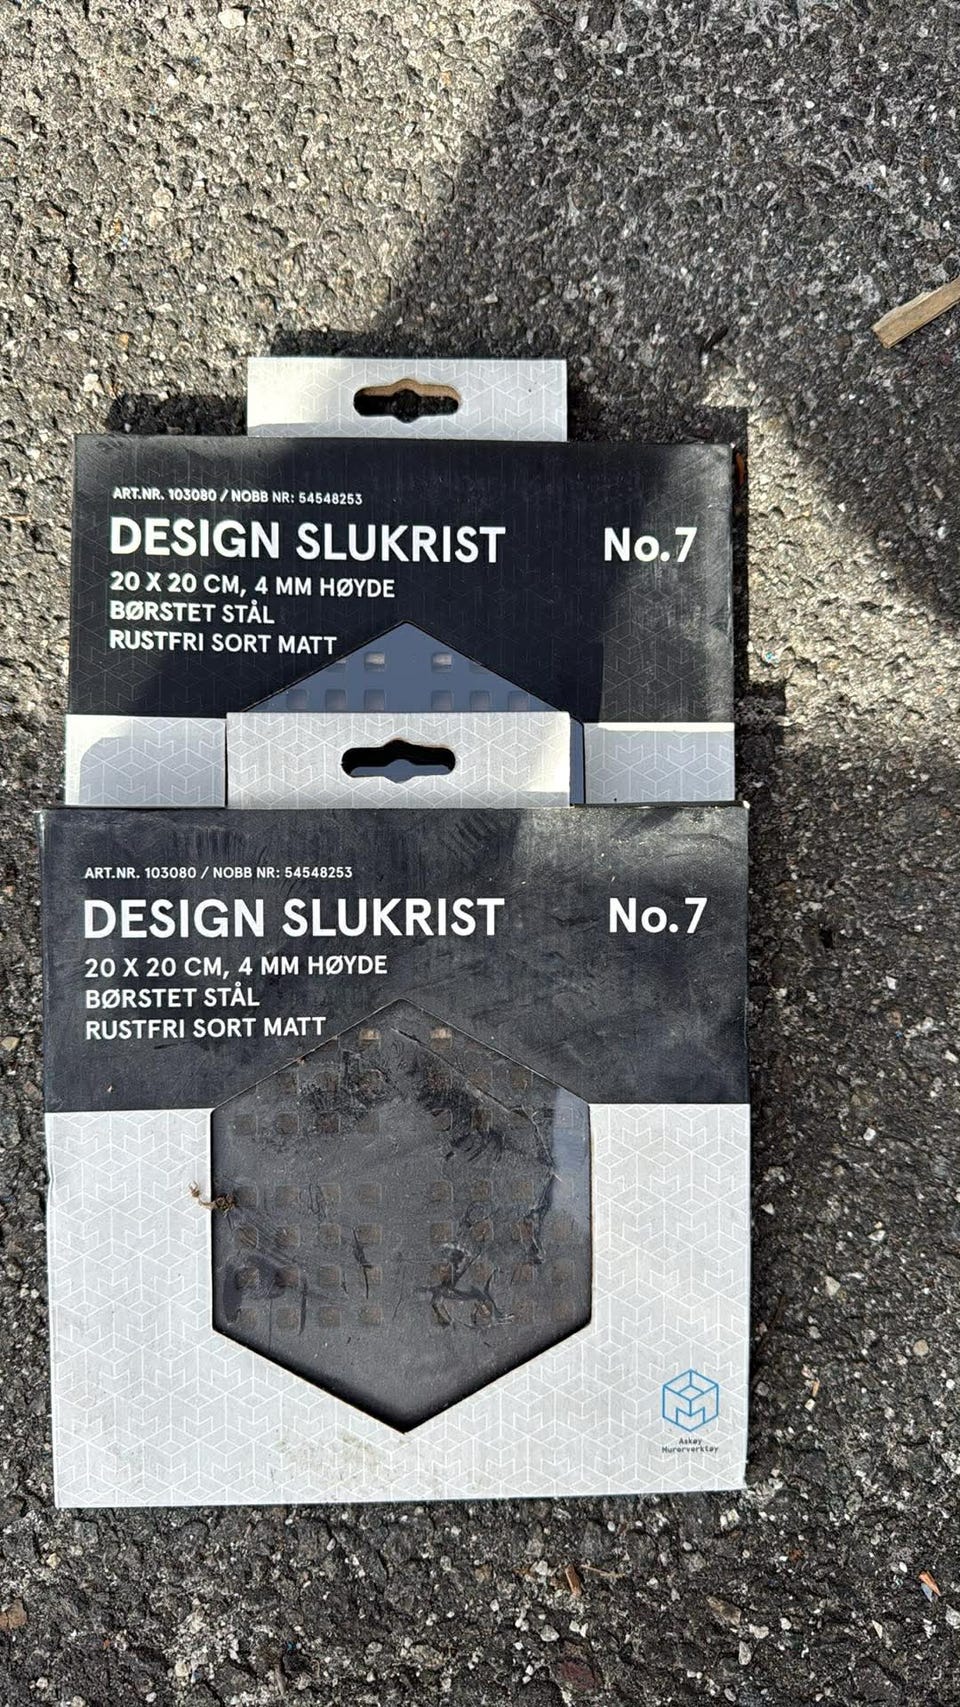 ART.NR. 103080 / NOBB NR: 54548253
DESIGN SLUKRIST No.7
20 X 20 CM, 4 MM HØYDE
BØRSTET STÅL
RUSTFRI SORT MATT
ART.NR. 103080 / NOBB NR: 54548253
DESIGN SLUKRIST No.7
20 X 20 CM, 4 MM HØYDE
BØRSTET STÅL
RUSTFRI SORT MATT
Askøy
Murerverktøy